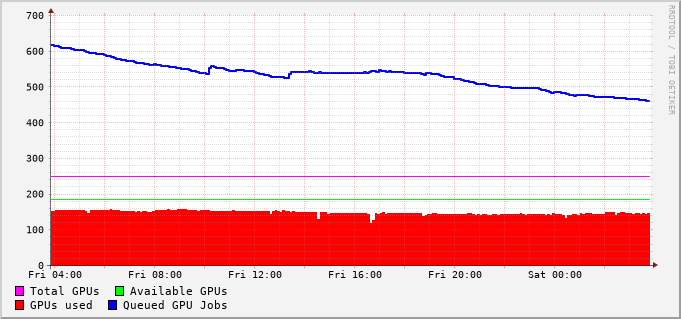 700
600
500
400
300
200
100
0
Fri 04:00 Fri 08:00 Fri 12:00 Fri 16:00 Fri 20:00 Sat 00:00
Total GPUs Available GPUs
GPUs used Queued GPU Jobs
RRDTOOL / TOBI OETIKER